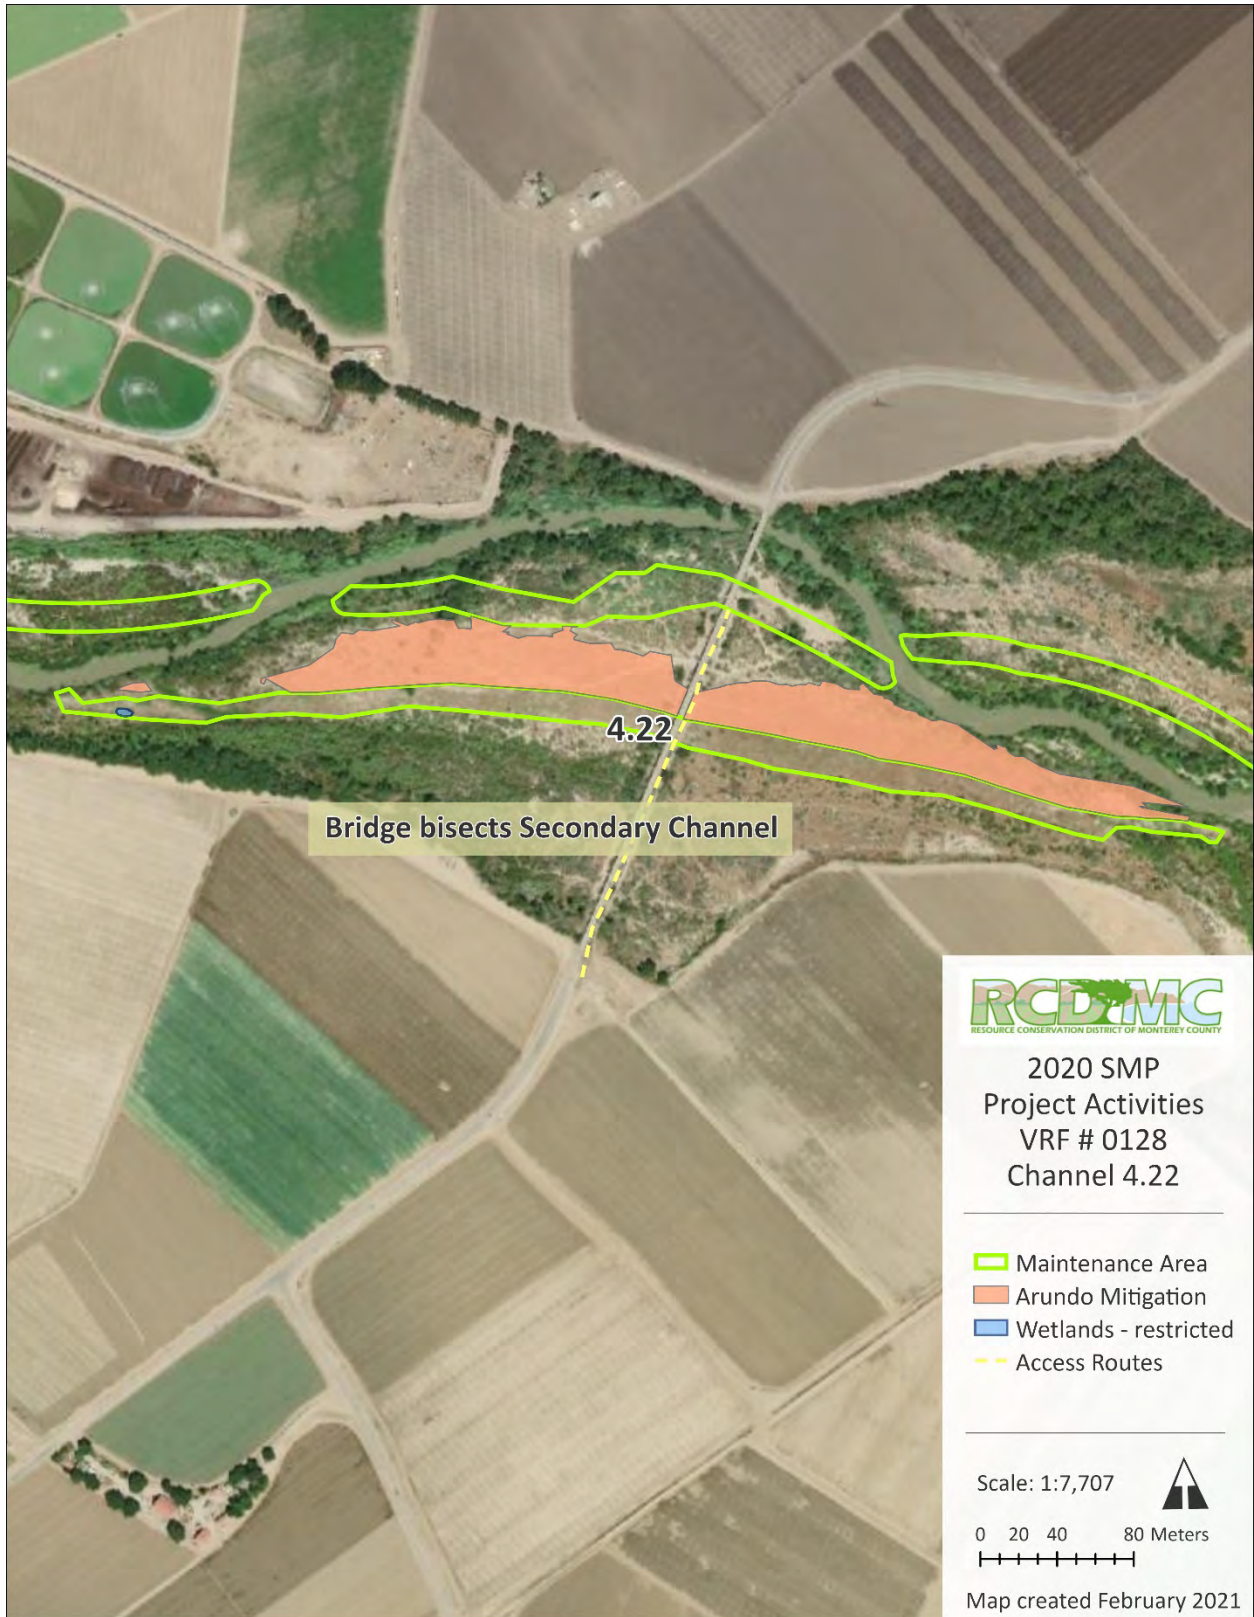 4.22
Bridge bisects Secondary Channel
RCD MC
RESOURCE CONSERVATION DISTRICT OF MONTEREY COUNTY
2020 SMP
Project Activities
VRF # 0128
Channel 4.22
Maintenance Area
Arundo Mitigation
Wetlands - restricted
Access Routes
Scale: 1:7,707
0 20 40 80 Meters
Map created February 2021